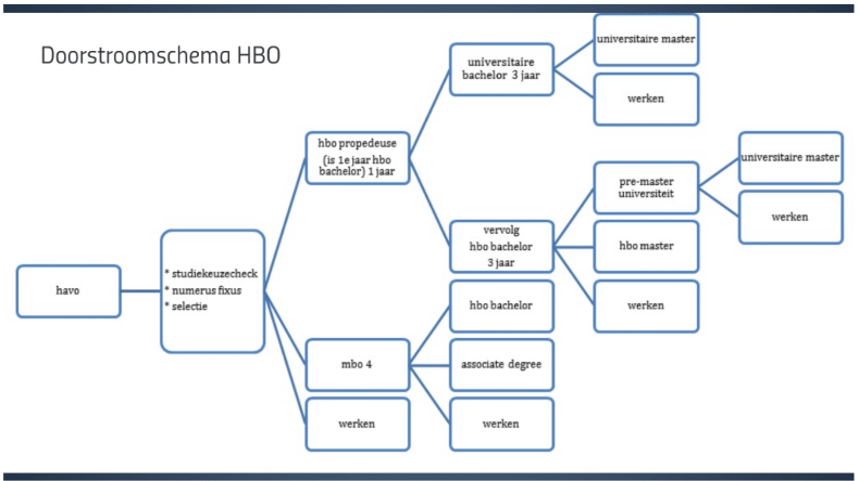 Doorstroomschema HBO
havo
* studiekeuzecheck
* numerus fixus
* selectie
hbo propedeuse
(is 1e jaar hbo
bachelor) 1 jaar
mbo 4
werken
universitaire
bachelor 3 jaar
vervolg
hbo bachelor
3 jaar
hbo bachelor
associate degree
werken
universitaire master
werken
pre-master
universiteit
hbo master
werken
universitaire master
werken